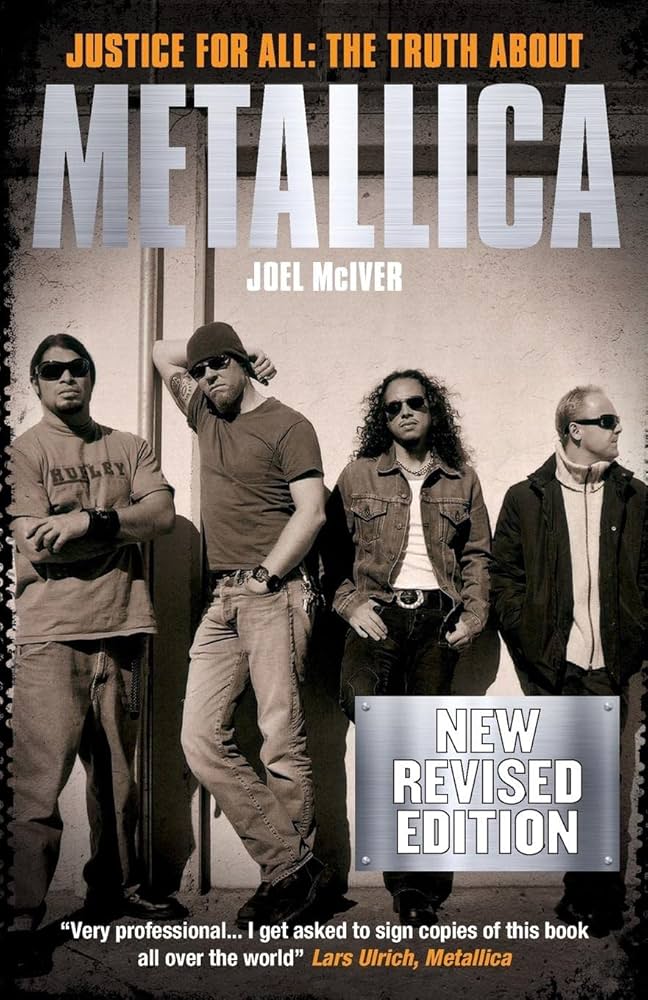 JUSTICE FOR ALL: THE TRUTH ABOUT
METALLICA
JOEL McIVER
HURLEY
NEW
REVISED
EDITION
“Very professional... I get asked to sign copies of this book
all over the world” Lars Ulrich, Metallica